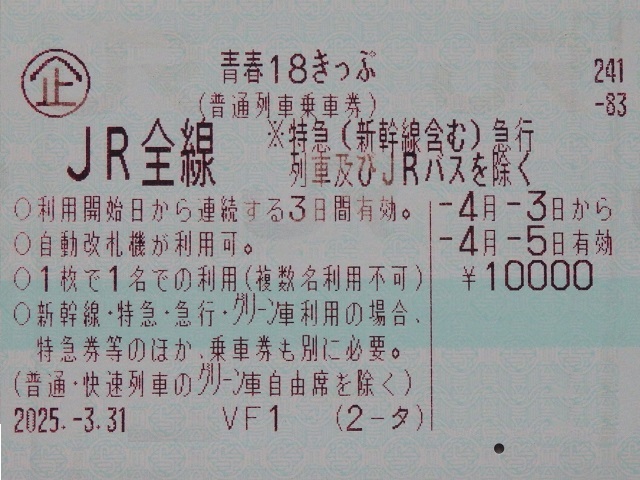 企 青春18きっぷ 241
(普通列車乗車券) -83
JR全線 ※特急(新幹線含む)急行
列車及びJRバスを除く
○利用開始日から連続する3日間有効。
○自動改札機が利用可。
○1枚で1名での利用(複数名利用不可)
○新幹線・特急・急行・グリーン車利用の場合、
特急券等のほか、乗車券も別に必要。
(普通・快速列車のグリーン車自由席を除く)
-4月-3日から
-4月-5日有効
¥10000
2025.-3.31 VF1 (2-タ)